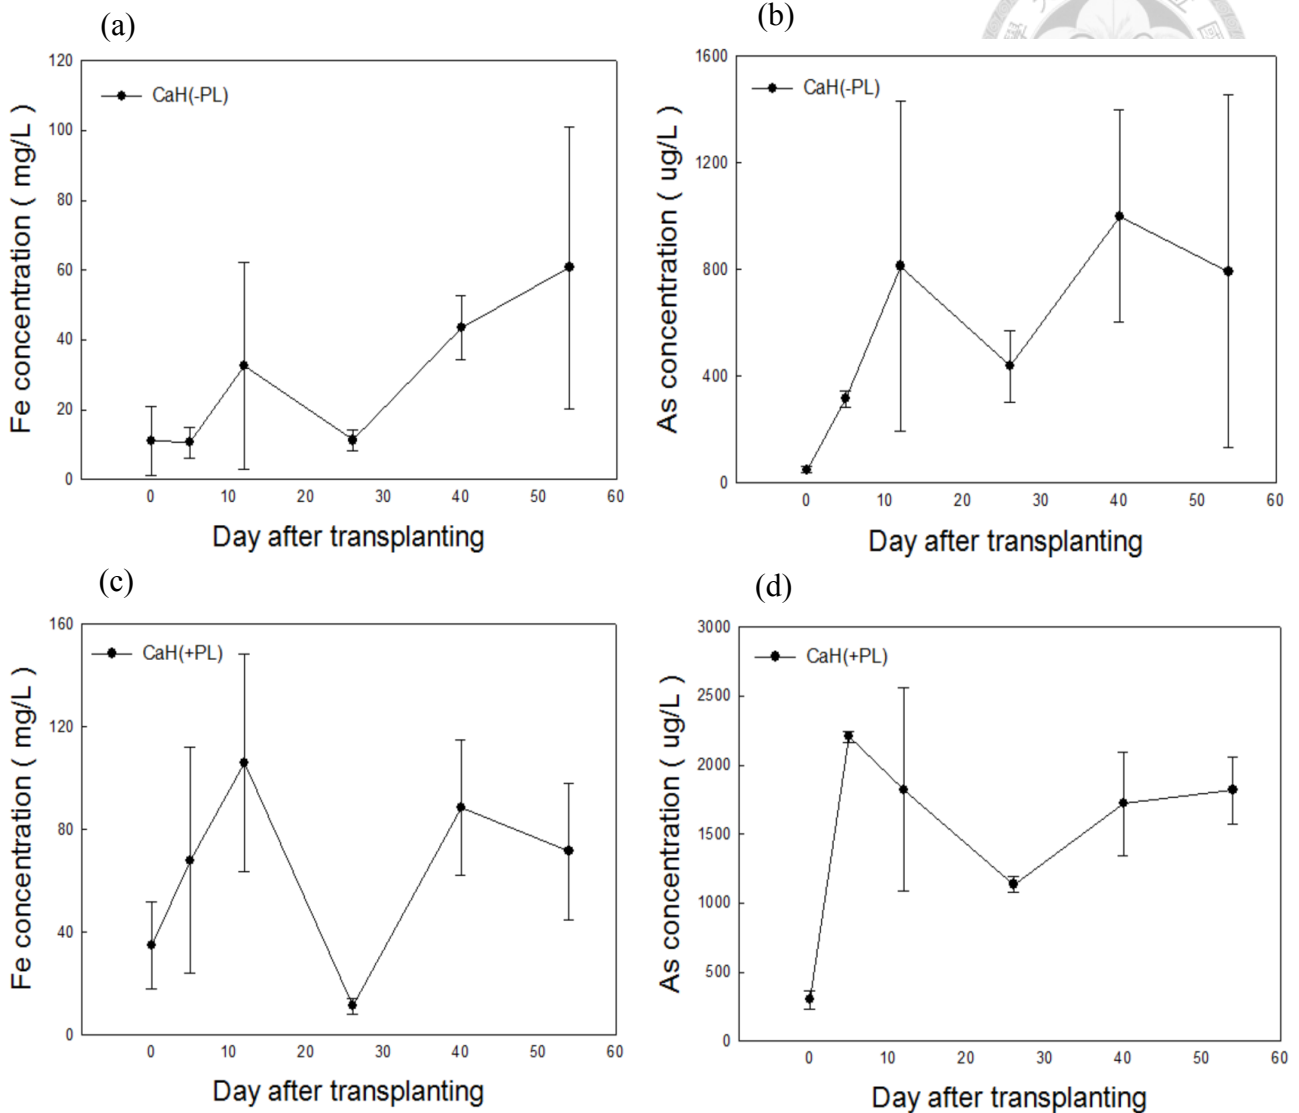 (a)
120
100
80
60
40
20
0
Fe concentration ( mg/L )
CaH(-PL)
0 10 20 30 40 50 60
Day after transplanting
(b)
1600
1200
800
400
0
As concentration ( ug/L )
CaH(-PL)
0 10 20 30 40 50 60
Day after transplanting
(c)
160
120
80
40
0
Fe concentration ( mg/L )
CaH(+PL)
0 10 20 30 40 50 60
Day after transplanting
(d)
3000
2500
2000
1500
1000
500
0
As concentration ( ug/L )
CaH(+PL)
0 10 20 30 40 50 60
Day after transplanting